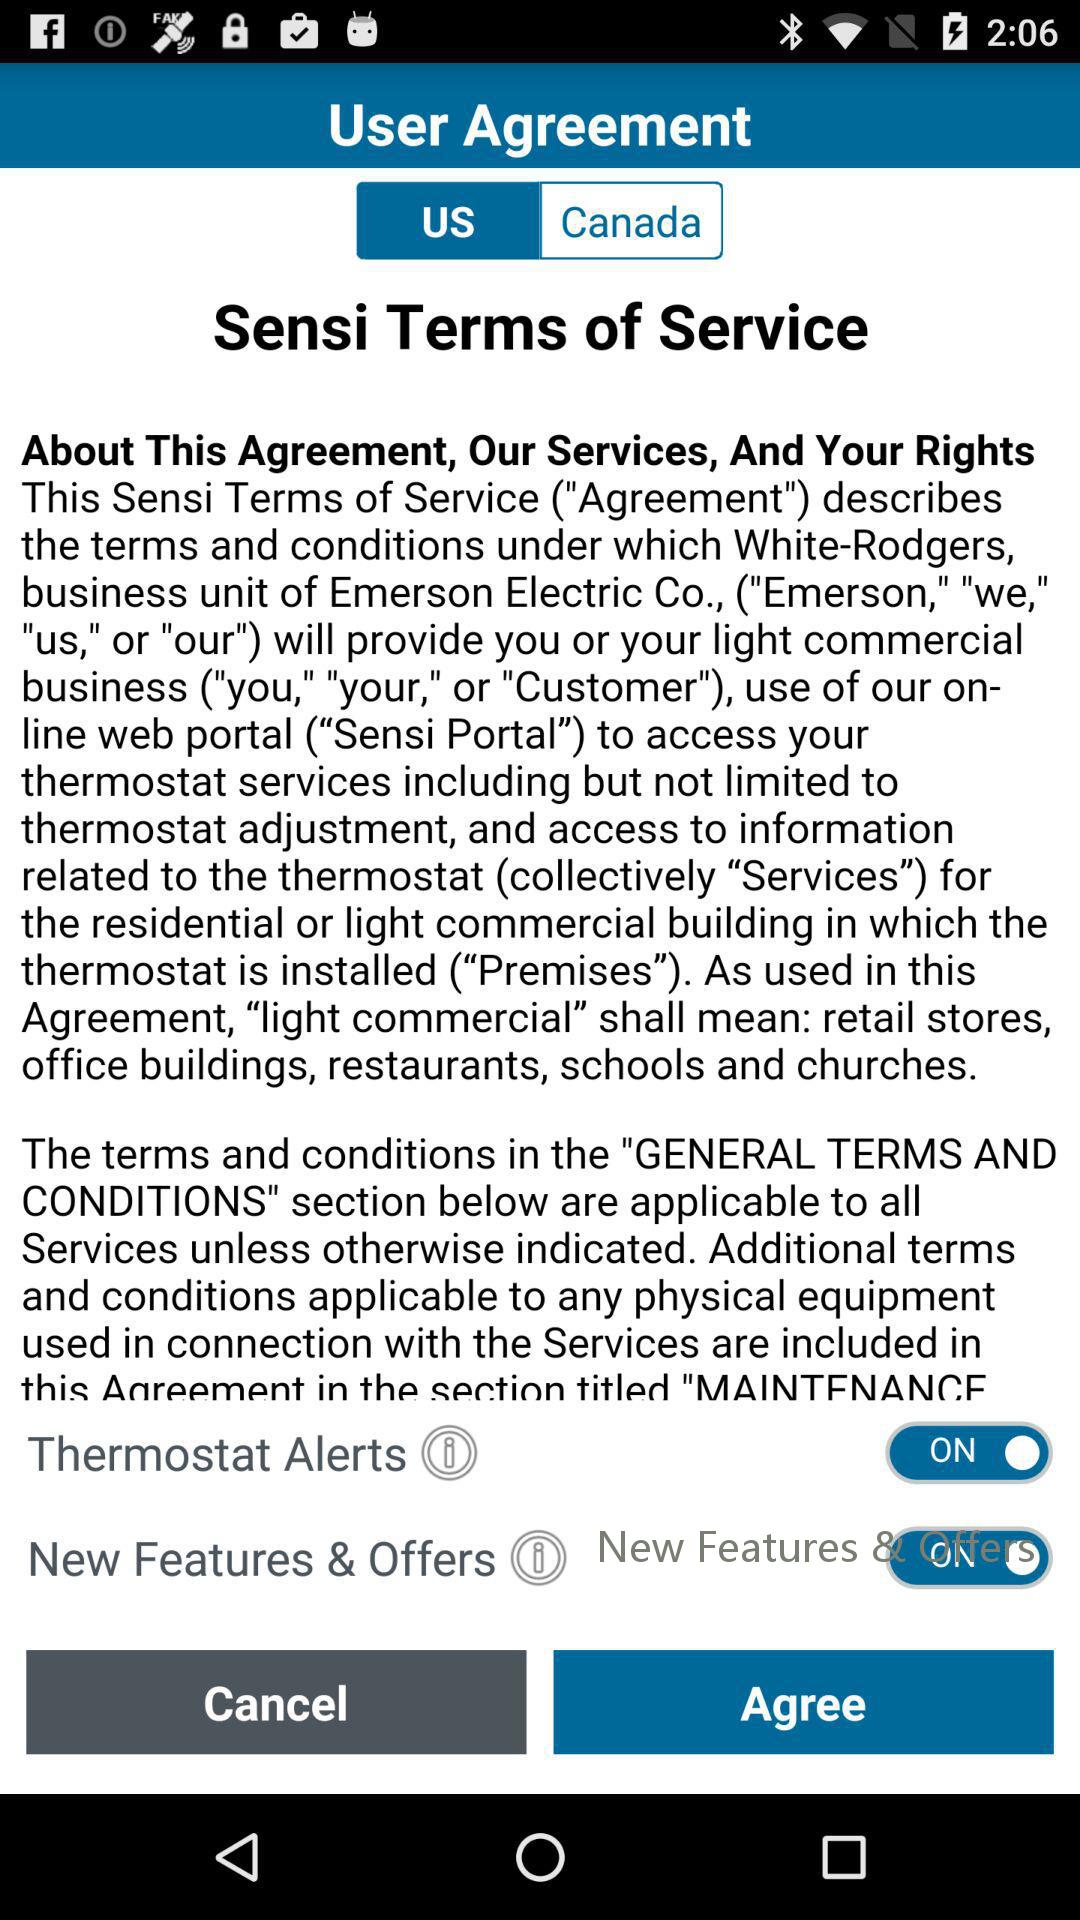 FAKE
2:06
User Agreement
US
Canada
Sensi Terms of Service
About This Agreement, Our Services, And Your Rights
This Sensi Terms of Service ("Agreement") describes
the terms and conditions under which White-Rodgers,
business unit of Emerson Electric Co., ("Emerson," "we,"
"us," or "our") will provide you or your light commercial
business ("you," "your," or "Customer"), use of our on-
line web portal (“Sensi Portal”) to access your
thermostat services including but not limited to
thermostat adjustment, and access to information
related to the thermostat (collectively “Services”) for
the residential or light commercial building in which the
thermostat is installed (“Premises”). As used in this
Agreement, “light commercial” shall mean: retail stores,
office buildings, restaurants, schools and churches.
The terms and conditions in the "GENERAL TERMS AND
CONDITIONS" section below are applicable to all
Services unless otherwise indicated. Additional terms
and conditions applicable to any physical equipment
used in connection with the Services are included in
this Agreement in the section titled "MAINTENANCE
Thermostat Alerts
ON
New Features & Offers
New Features & Offers
ON
Cancel
Agree